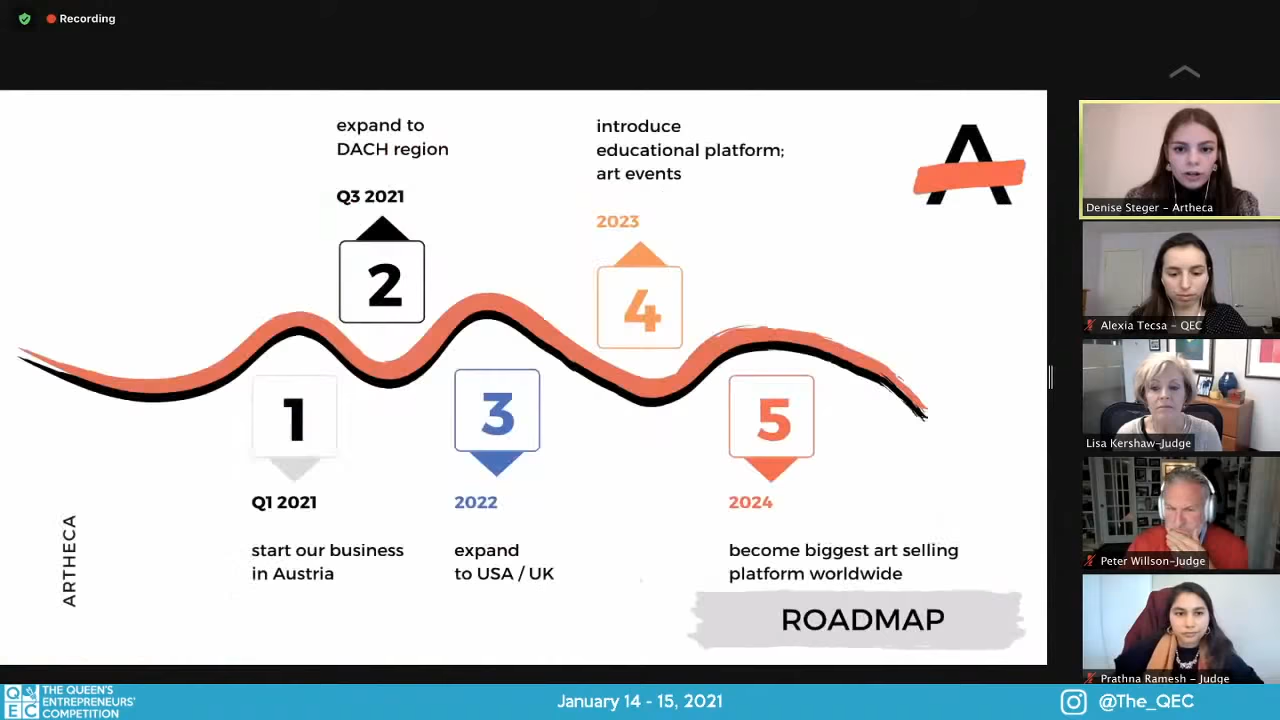 Recording
expand to
DACH region
Q3 2021
2
introduce
educational platform;
art events
2023
4
A
1
Q1 2021
start our business
in Austria
3
2022
expand
to USA / UK
5
2024
become biggest art selling
platform worldwide
ARTHECA
ROADMAP
Denise Steger - Artheca
Alexia Tecsa - QEC
Lisa Kershaw-Judge
Peter Willson-Judge
Prathna Ramesh - Judge
QEC
THE QUEEN'S
ENTREPRENEURS'
COMPETITION
January 14 - 15, 2021
@The_QEC